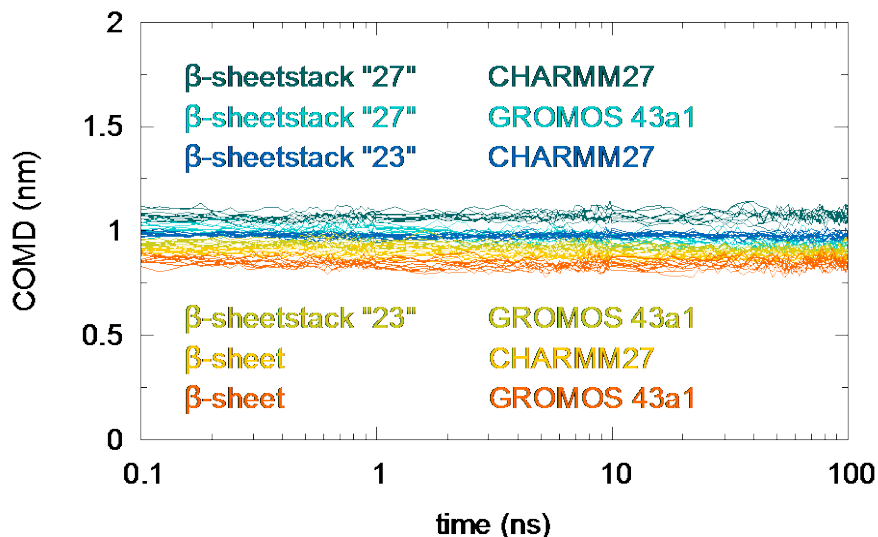 2
β-sheetstack "27" CHARMM27
β-sheetstack "27" GROMOS 43a1
1.5
β-sheetstack "23" CHARMM27
COMD (nm)
1
0.5
β-sheetstack "23" GROMOS 43a1
β-sheet CHARMM27
β-sheet GROMOS 43a1
0
0.1 1 10 100
time (ns)